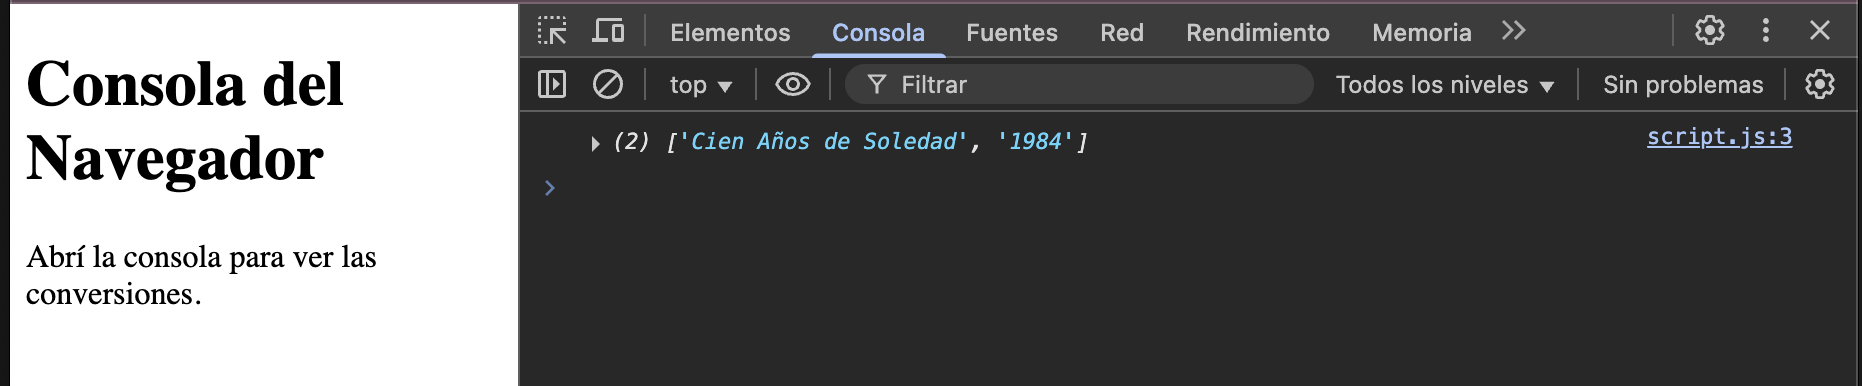 Consola del
Navegador
Abrí la consola para ver las
conversiones.
Elementos Consola Fuentes Red Rendimiento Memoria
top Filtrar Todos los niveles Sin problemas
(2) ['Cien Años de Soledad', '1984'] script.js:3